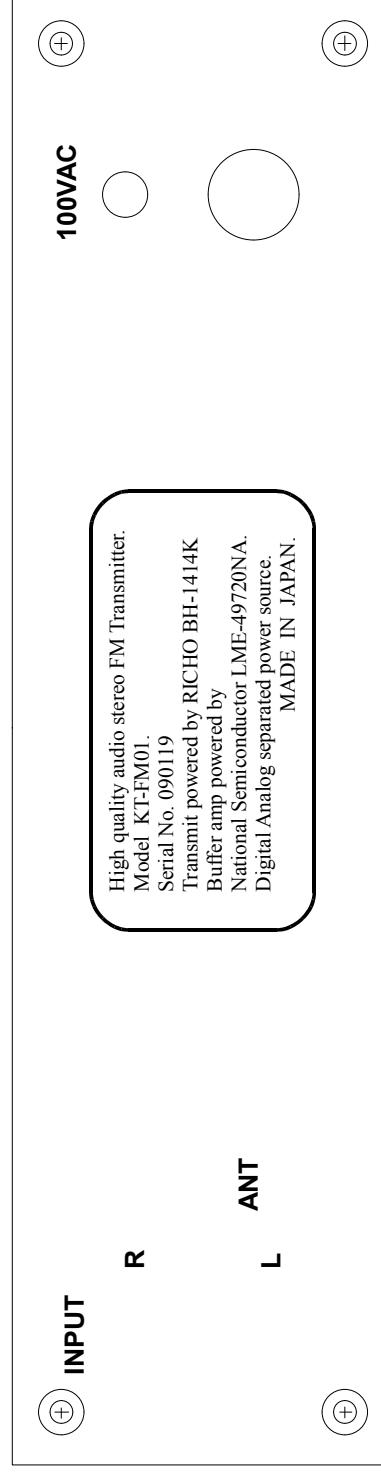 INPUT
R
L
ANT
High quality audio stereo FM Transmitter.
Model KT-FM01.
Serial No. 090119
Transmit powered by RICHO BH-1414K
Buffer amp powered by
National Semiconductor LME-49720NA.
Digital Analog separated power source.
MADE IN JAPAN.
100VAC